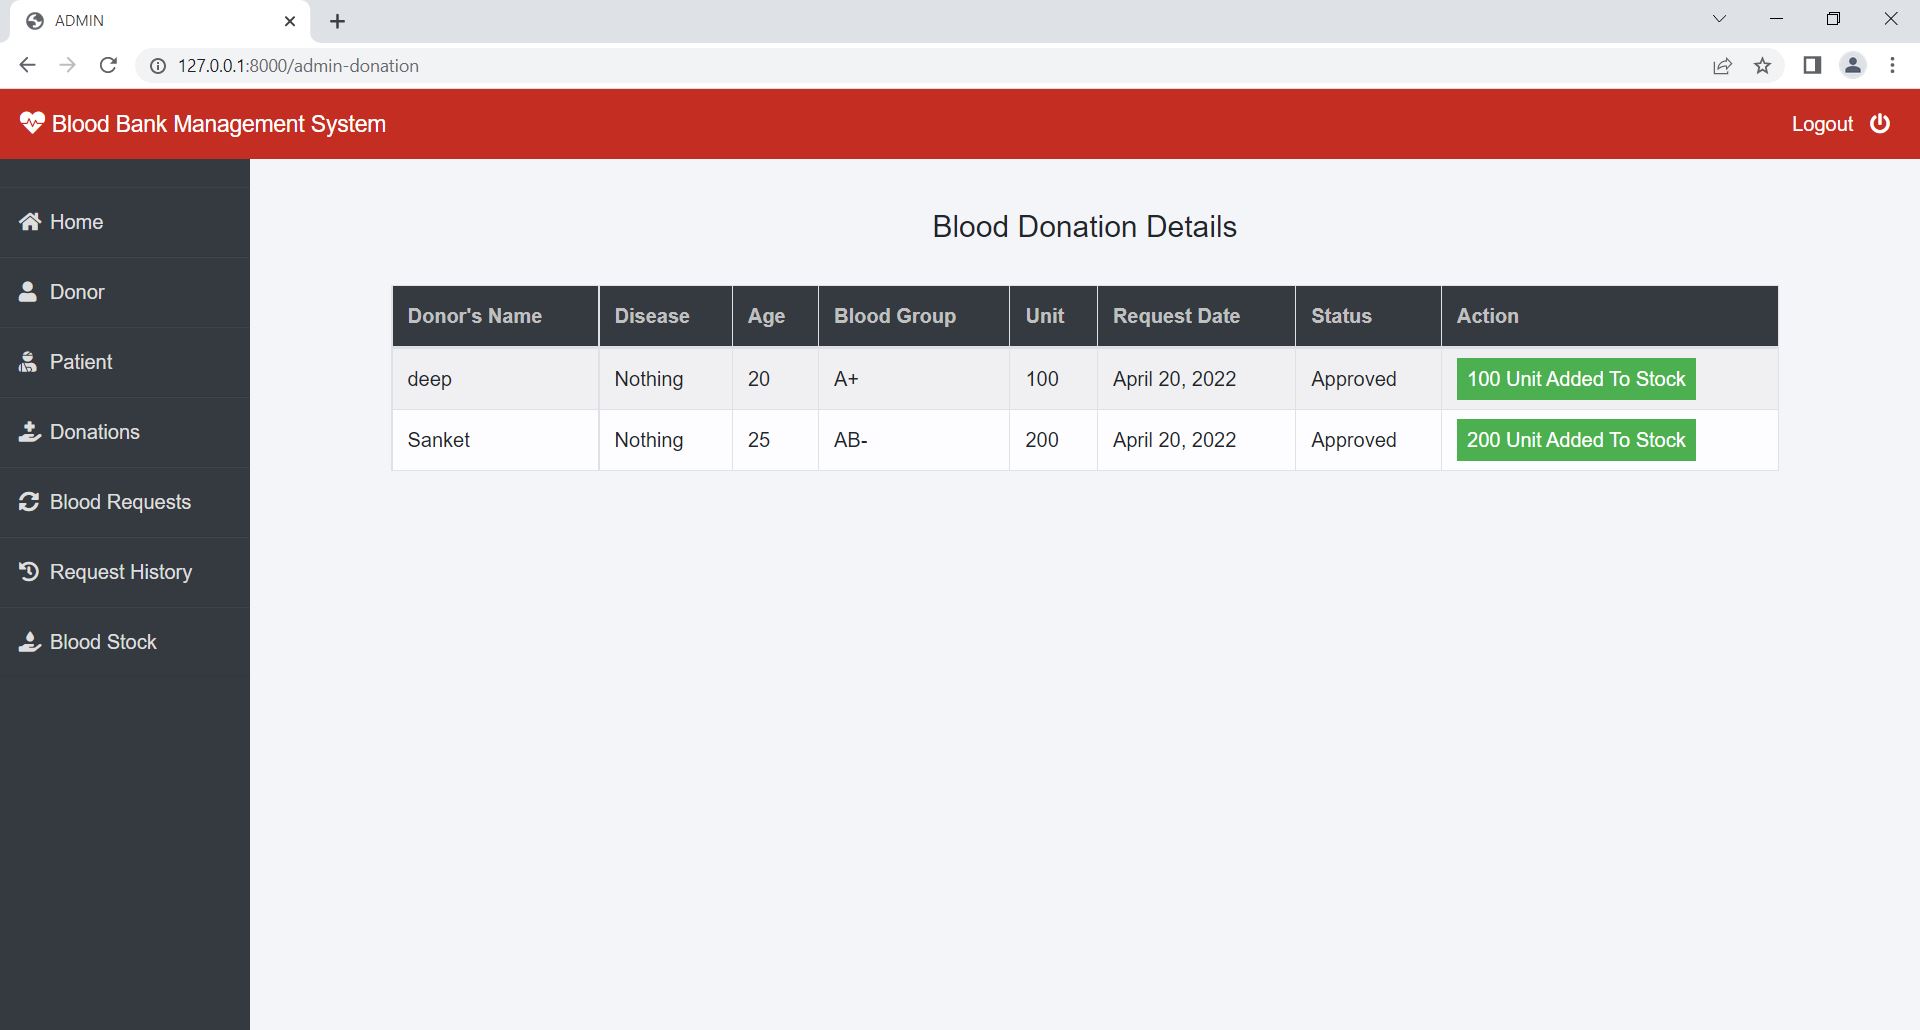 ADMIN
127.0.0.1:8000/admin-donation
Blood Bank Management System
Logout
Home
Donor
Patient
Donations
Blood Requests
Request History
Blood Stock
Blood Donation Details
Donor's Name Disease Age Blood Group Unit Request Date Status Action
deep Nothing 20 A+ 100 April 20, 2022 Approved 100 Unit Added To Stock
Sanket Nothing 25 AB- 200 April 20, 2022 Approved 200 Unit Added To Stock